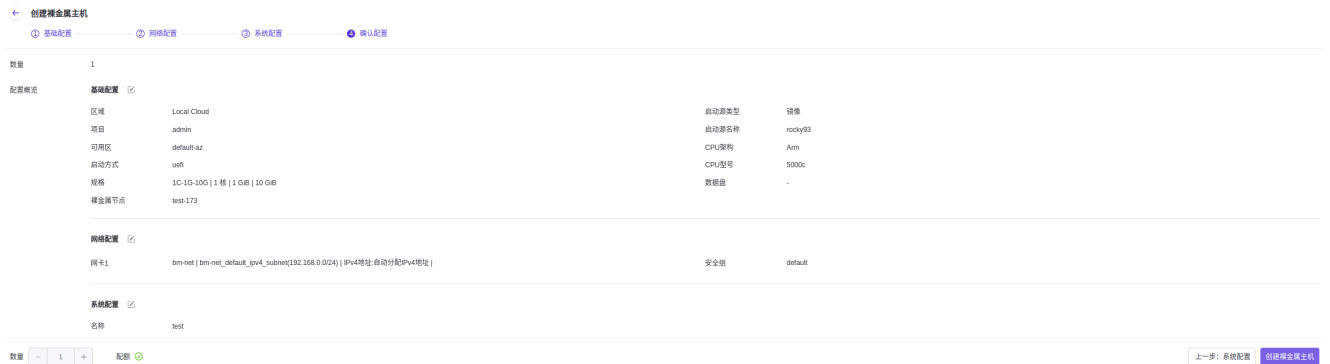 ← 创建裸金属主机
① 基础配置 ② 网络配置 ③ 系统配置 ④ 确认配置
数量 1
配置概览 基础配置
区域 Local Cloud 启动源类型 镜像
项目 admin 启动源名称 rocky93
可用区 default-az CPU架构 Arm
启动方式 uefi CPU型号 5000c
规格 1C-1G-10G | 1 核 | 1 GiB | 10 GiB 数据盘 -
裸金属节点 test-173
网络配置
网卡1 bm-net | bm-net_default_ipv4_subnet(192.168.0.0/24) | IPv4地址:自动分配IPv4地址 | 安全组 default
系统配置
名称 test
数量 − 1 + 配额 上一步：系统配置 创建裸金属主机